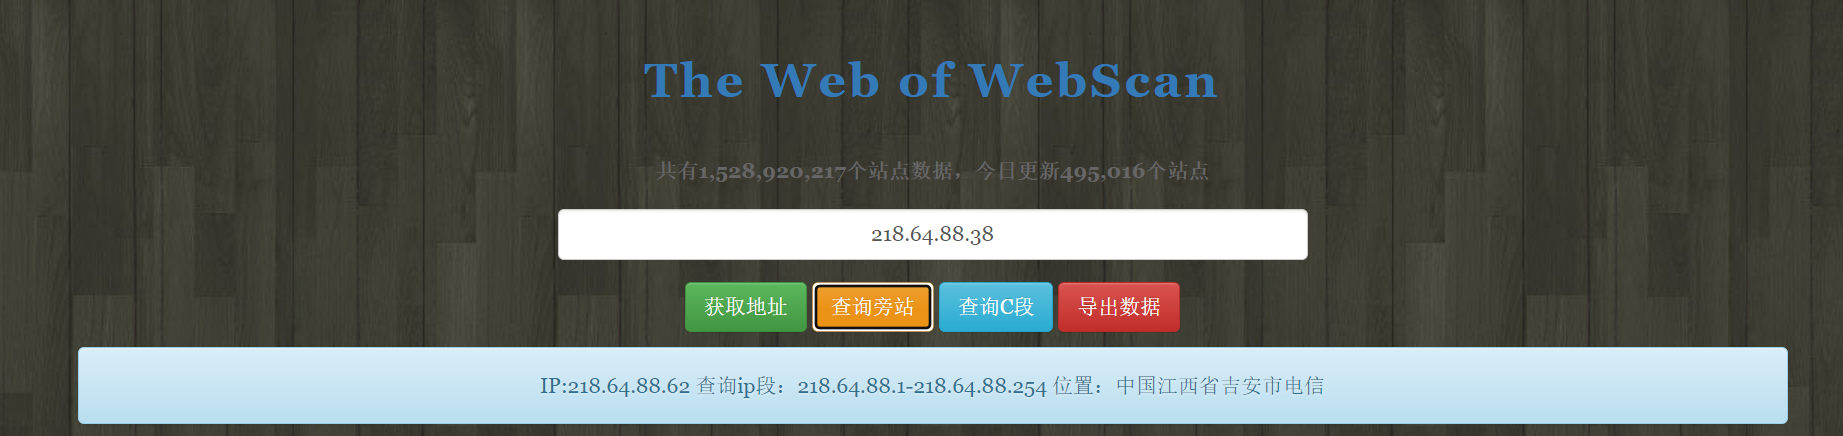 The Web of WebScan
共有1,528,920,217个站点数据，今日更新495,016个站点
218.64.88.38
获取地址 查询旁站 查询C段 导出数据
IP:218.64.88.62 查询ip段：218.64.88.1-218.64.88.254 位置：中国江西省吉安市电信